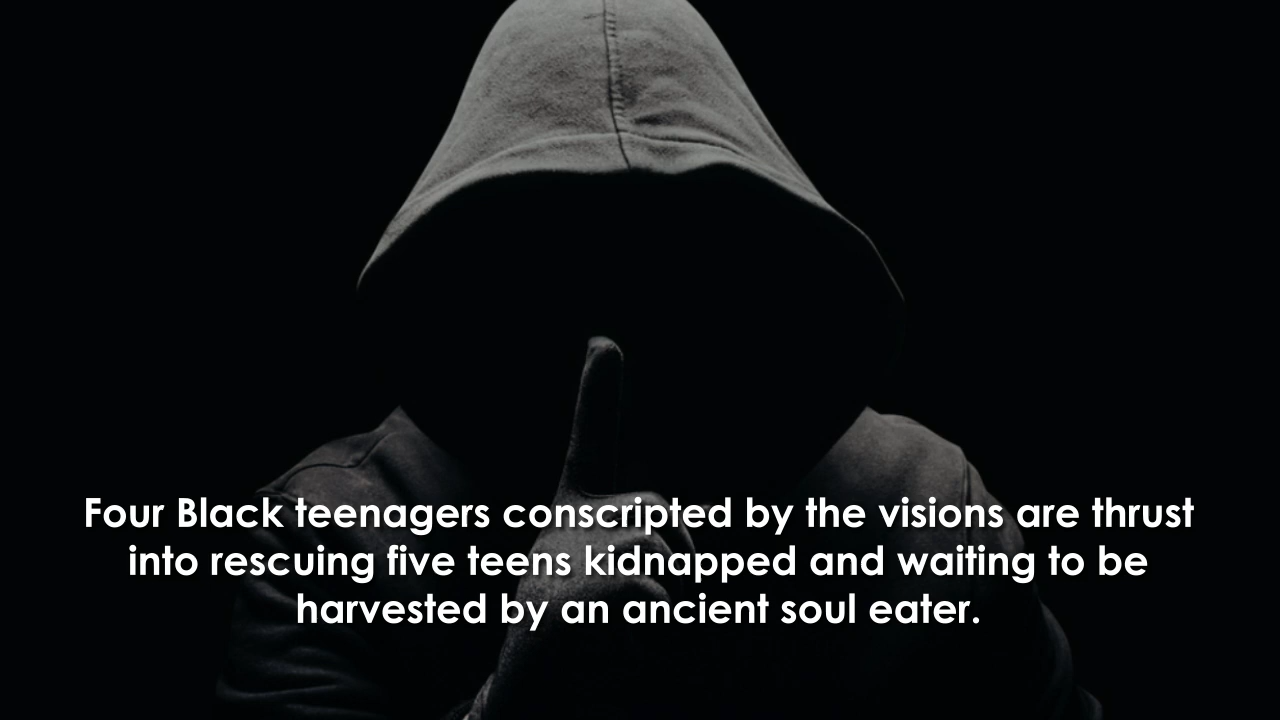 Four Black teenagers conscripted by the visions are thrust
into rescuing five teens kidnapped and waiting to be
harvested by an ancient soul eater.